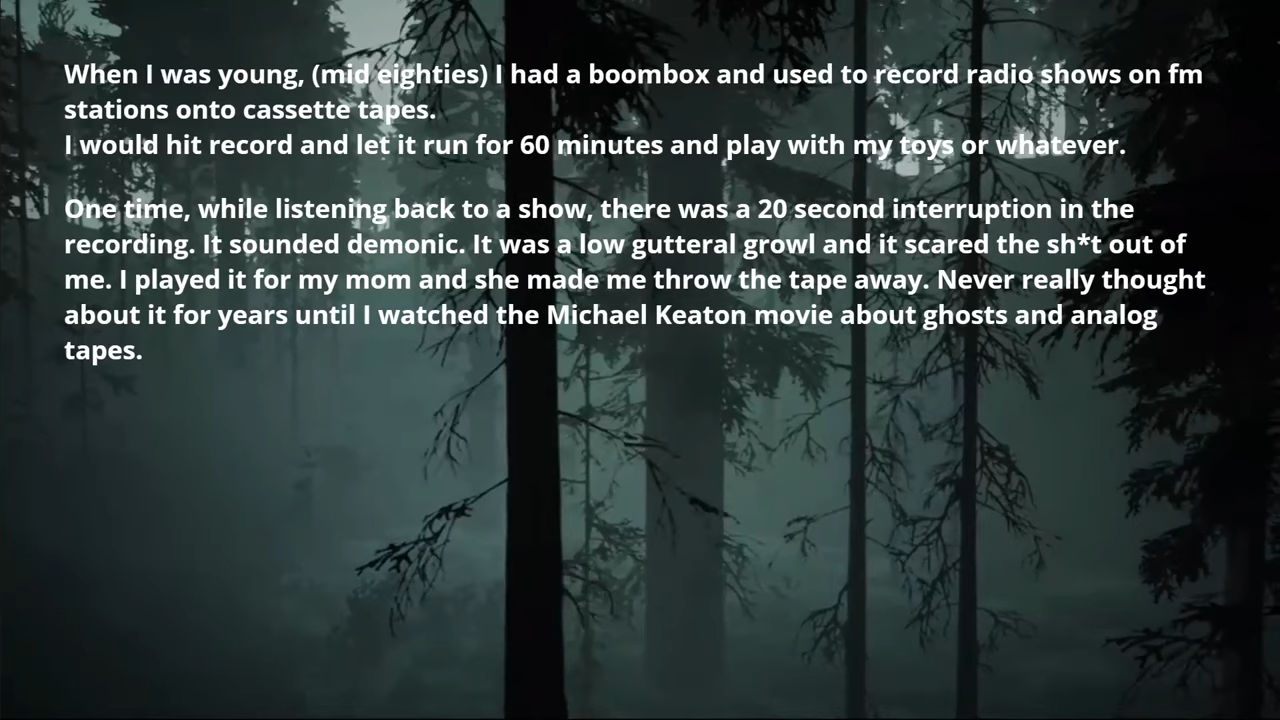 When I was young, (mid eighties) I had a boombox and used to record radio shows on fm
stations onto cassette tapes.
I would hit record and let it run for 60 minutes and play with my toys or whatever.
One time, while listening back to a show, there was a 20 second interruption in the
recording. It sounded demonic. It was a low gutteral growl and it scared the sh*t out of
me. I played it for my mom and she made me throw the tape away. Never really thought
about it for years until I watched the Michael Keaton movie about ghosts and analog
tapes.